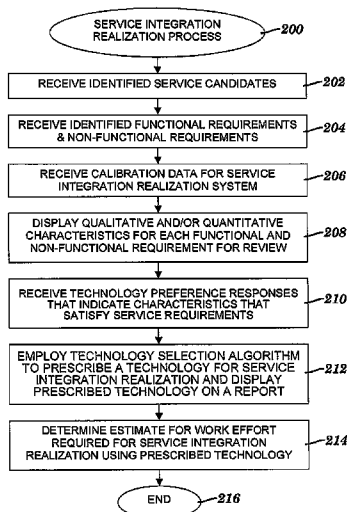 SERVICE INTEGRATION
REALIZATION PROCESS
200
RECEIVE IDENTIFIED SERVICE CANDIDATES
202
RECEIVE IDENTIFIED FUNCTIONAL REQUIREMENTS
& NON-FUNCTIONAL REQUIREMENTS
204
RECEIVE CALIBRATION DATA FOR SERVICE
INTEGRATION REALIZATION SYSTEM
206
DISPLAY QUALITATIVE AND/OR QUANTITATIVE
CHARACTERISTICS FOR EACH FUNCTIONAL AND
NON-FUNCTIONAL REQUIREMENT FOR REVIEW
208
RECEIVE TECHNOLOGY PREFERENCE RESPONSES
THAT INDICATE CHARACTERISTICS THAT
SATISFY SERVICE REQUIREMENTS
210
EMPLOY TECHNOLOGY SELECTION ALGORITHM
TO PRESCRIBE A TECHNOLOGY FOR SERVICE
INTEGRATION REALIZATION AND DISPLAY
PRESCRIBED TECHNOLOGY ON A REPORT
212
DETERMINE ESTIMATE FOR WORK EFFORT
REQUIRED FOR SERVICE INTEGRATION
REALIZATION USING PRESCRIBED TECHNOLOGY
214
END
216